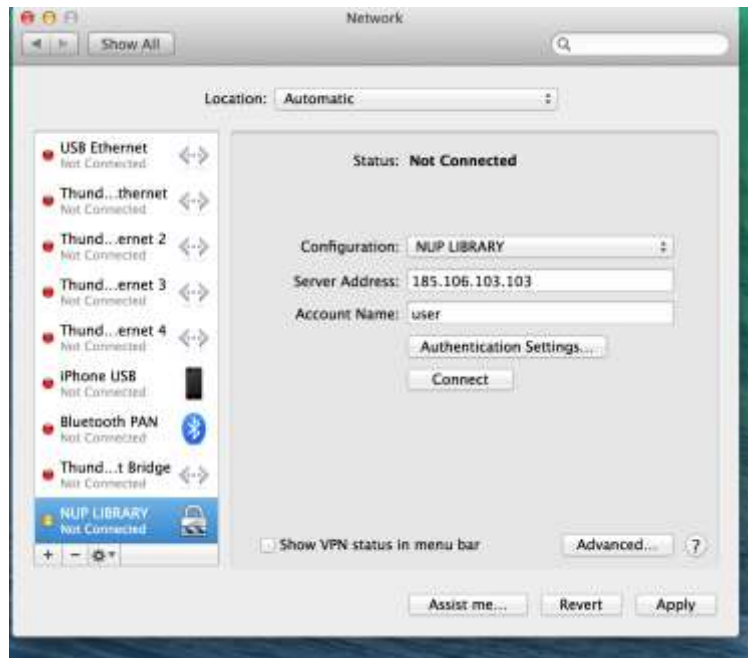 Network
Show All
Location: Automatic
USB Ethernet
Not Connected
Thund...thernet
Not Connected
Thund...ernet 2
Not Connected
Thund...ernet 3
Not Connected
Thund...ernet 4
Not Connected
iPhone USB
Not Connected
Bluetooth PAN
Not Connected
Thund...t Bridge
Not Connected
NUP LIBRARY
Not Connected
+ −
Status: Not Connected
Configuration: NUP LIBRARY
Server Address: 185.106.103.103
Account Name: user
Authentication Settings...
Connect
Show VPN status in menu bar
Advanced... ?
Assist me... Revert Apply